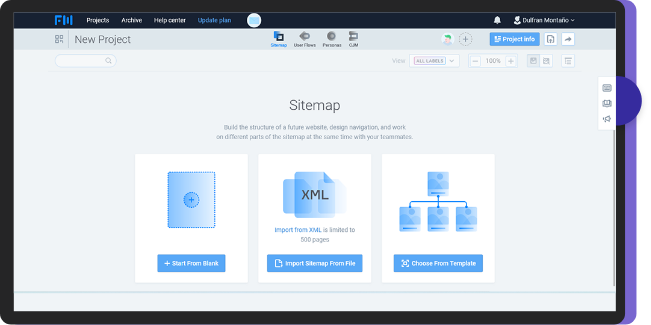 FM Projects Archive Help center Update plan Dulfran Montaño
New Project Sitemap User Flows Personas CJM Project info
View: ALL LABELS 100%
Sitemap
Build the structure of a future website, design navigation, and work
on different parts of the sitemap at the same time with your teammates.
XML
Import from XML is limited to
500 pages
+ Start From Blank
Import Sitemap From File
Choose From Template